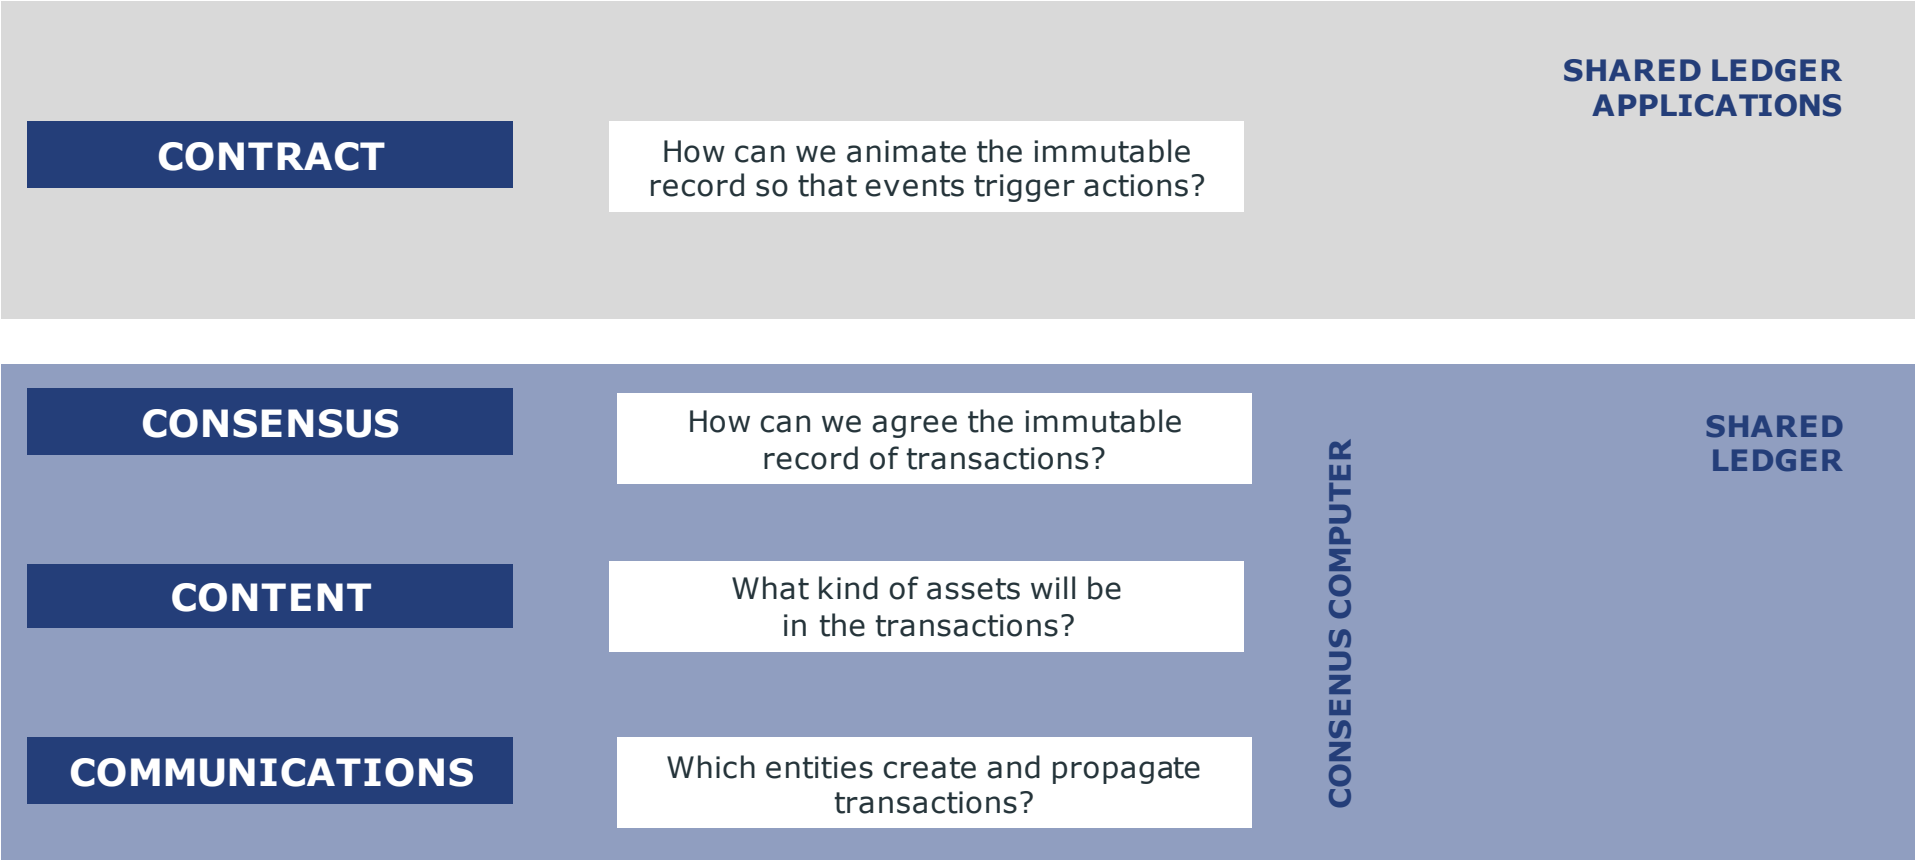 SHARED LEDGER
APPLICATIONS
CONTRACT
How can we animate the immutable
record so that events trigger actions?
CONSENSUS
How can we agree the immutable
record of transactions?
SHARED
LEDGER
CONTENT
What kind of assets will be
in the transactions?
CONSENUS COMPUTER
COMMUNICATIONS
Which entities create and propagate
transactions?